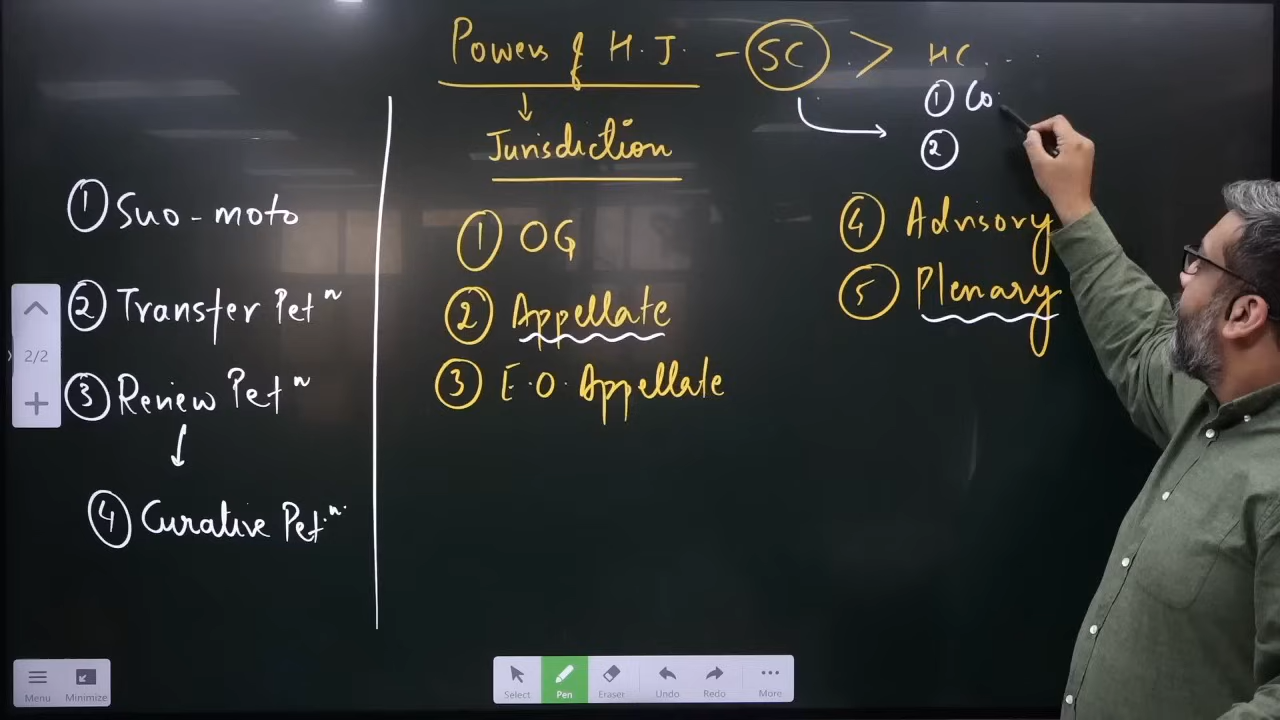 Powers of H.J. - SC > HC ...
① Co
②
Jurisdiction
① OG
② Appellate
③ E.O. Appellate
④ Advisory
⑤ Plenary
① Suo-moto
② Transfer Petⁿ
③ Review Petⁿ
④ Curative Petⁿ
2/2
Menu
Minimize
Select
Pen
Eraser
Undo
Redo
More